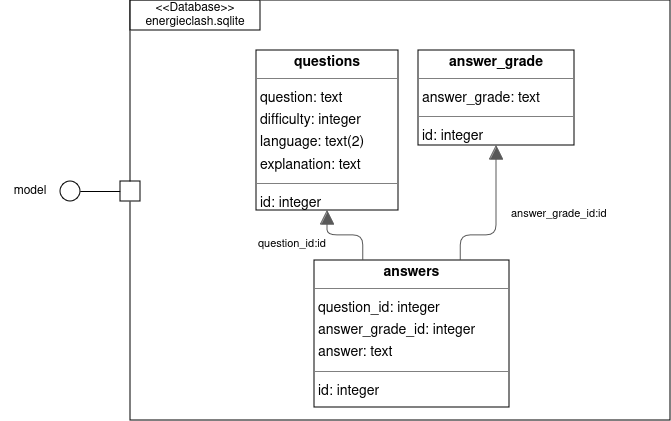 <<Database>>
energieclash.sqlite
questions
question: text
difficulty: integer
language: text(2)
explanation: text
id: integer
answer_grade
answer_grade: text
id: integer
model
question_id:id
answer_grade_id:id
answers
question_id: integer
answer_grade_id: integer
answer: text
id: integer